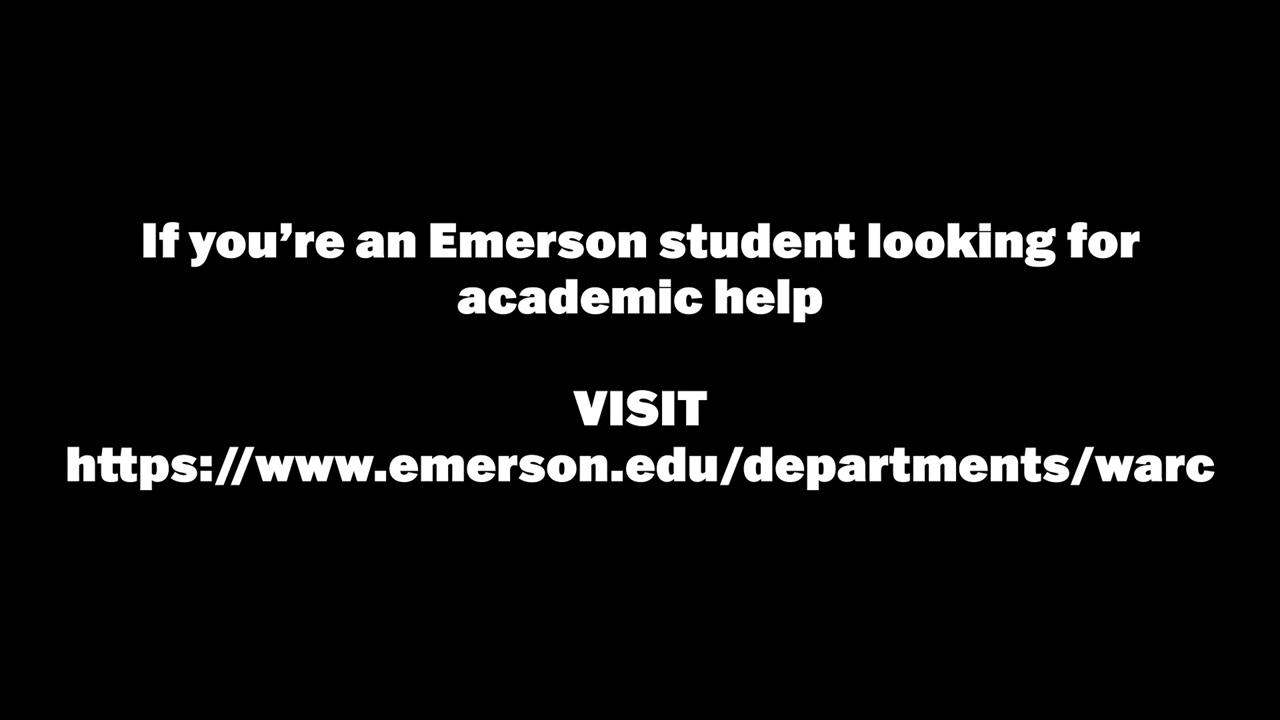 If you’re an Emerson student looking for
academic help
VISIT
https://www.emerson.edu/departments/warc